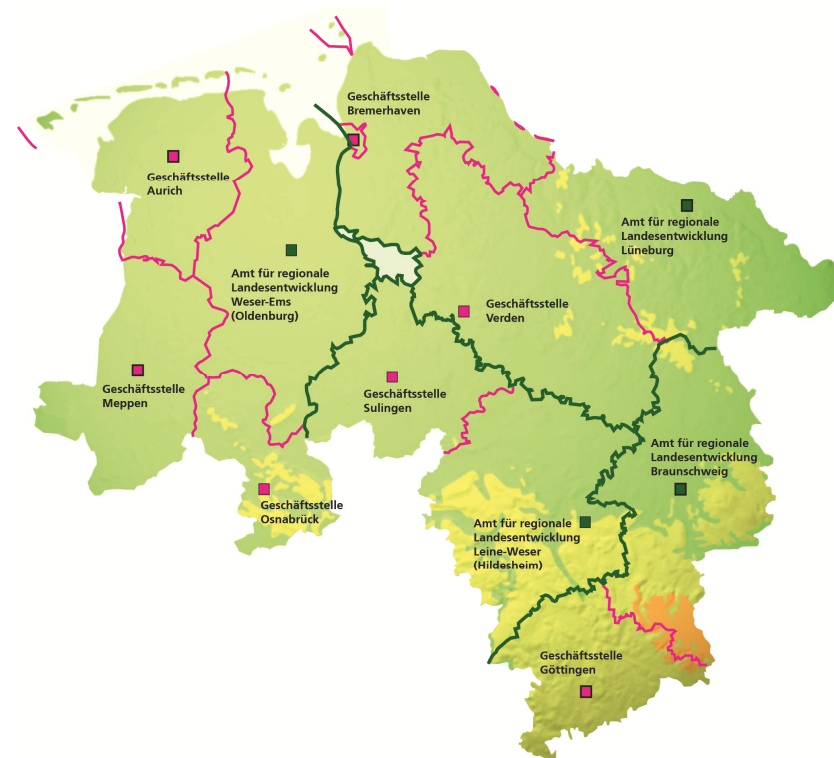 Geschäftsstelle
Bremerhaven
Geschäftsstelle
Aurich
Amt für regionale
Landesentwicklung
Lüneburg
Amt für regionale
Landesentwicklung
Weser-Ems
(Oldenburg)
Geschäftsstelle
Verden
Geschäftsstelle
Meppen
Geschäftsstelle
Sulingen
Amt für regionale
Landesentwicklung
Braunschweig
Geschäftsstelle
Osnabrück
Amt für regionale
Landesentwicklung
Leine-Weser
(Hildesheim)
Geschäftsstelle
Göttingen